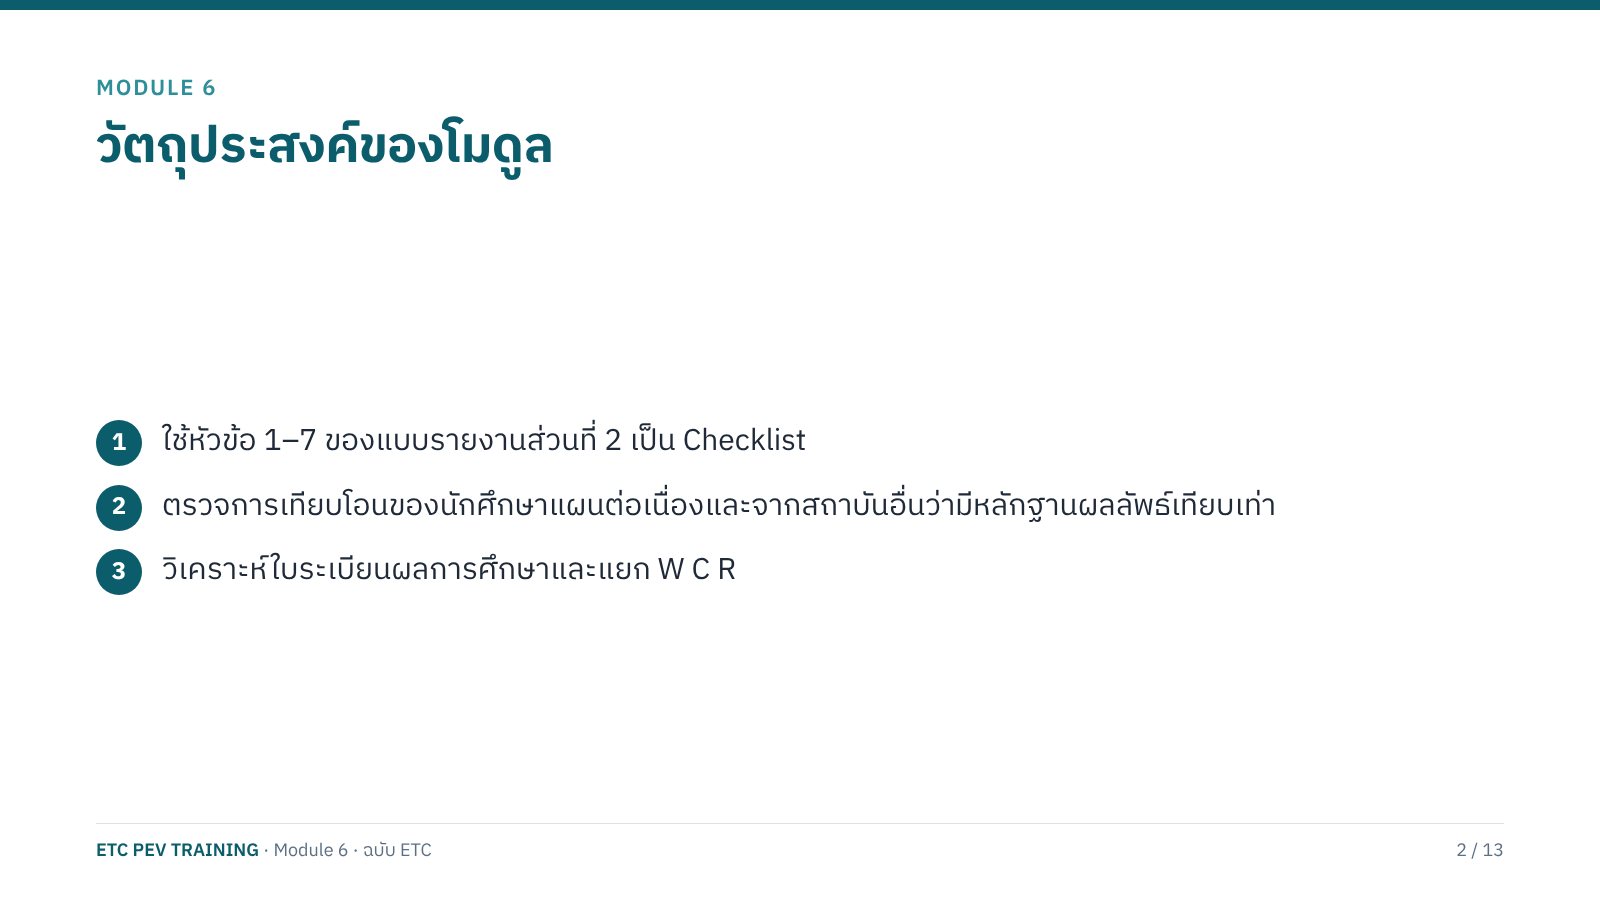 MODULE 6
วัตถุประสงค์ของโมดูล
1 ใช้หัวข้อ 1–7 ของแบบรายงานส่วนที่ 2 เป็น Checklist
2 ตรวจการเทียบโอนของนักศึกษาแผนต่อเนื่องและจากสถาบันอื่นว่ามีหลักฐานผลลัพธ์เทียบเท่า
3 วิเคราะห์ใบระเบียนผลการศึกษาและแยก W C R
ETC PEV TRAINING · Module 6 · ฉบับ ETC
2 / 13